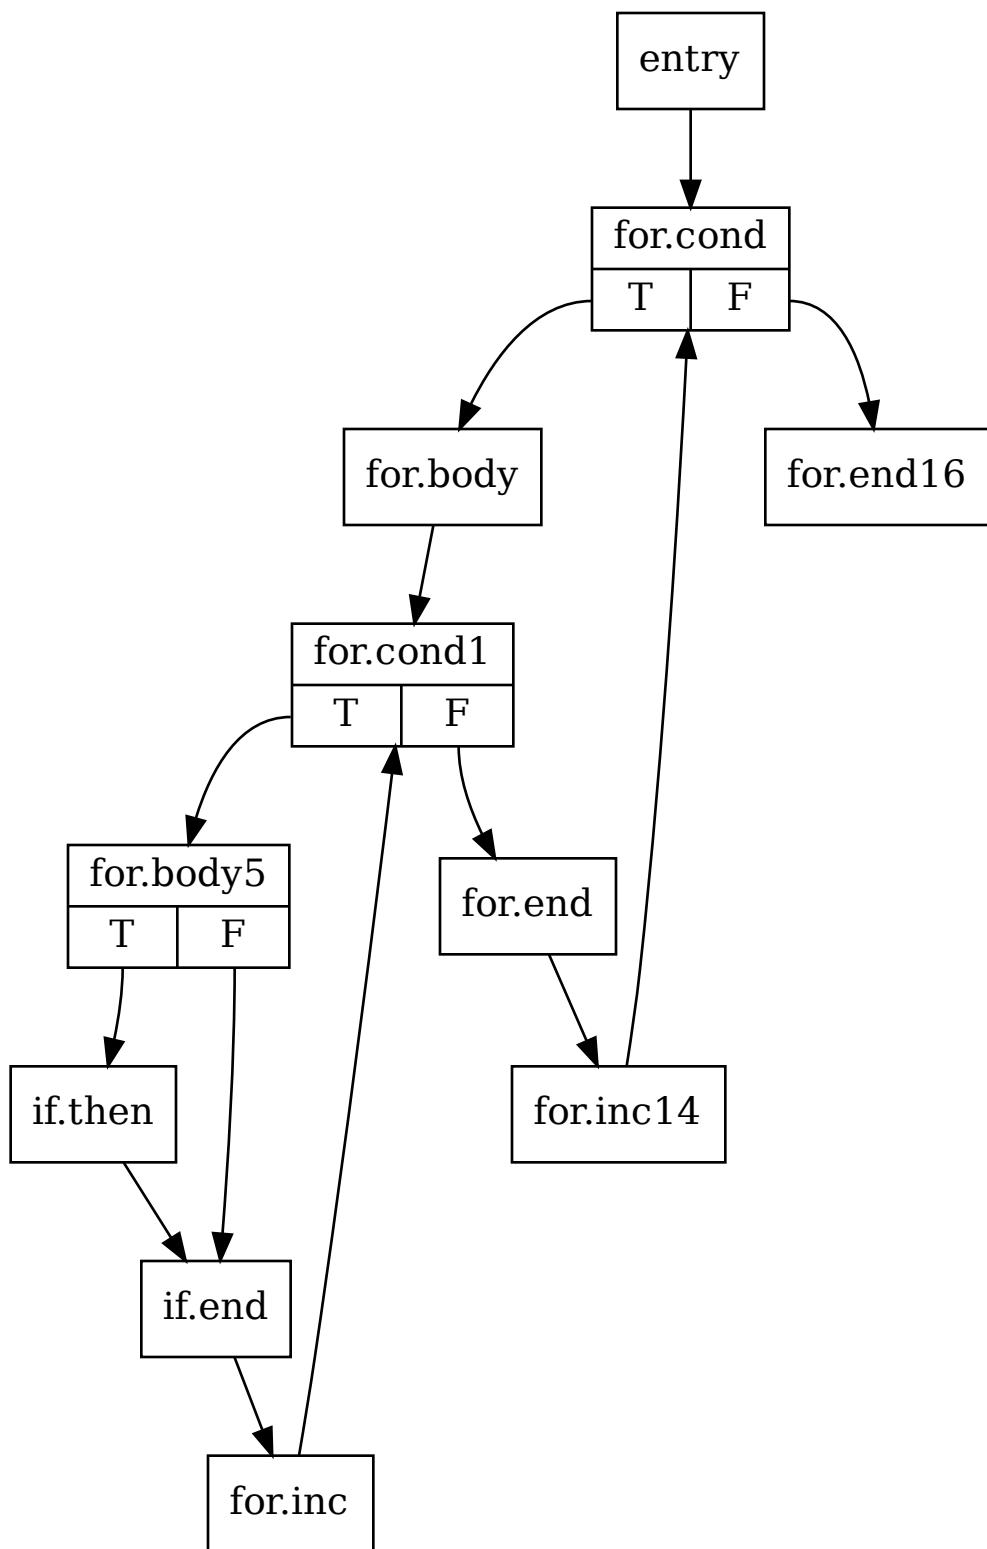 entry
for.cond
T F
for.body
for.end16
for.cond1
T F
for.body5
T F
for.end
if.then
for.inc14
if.end
for.inc